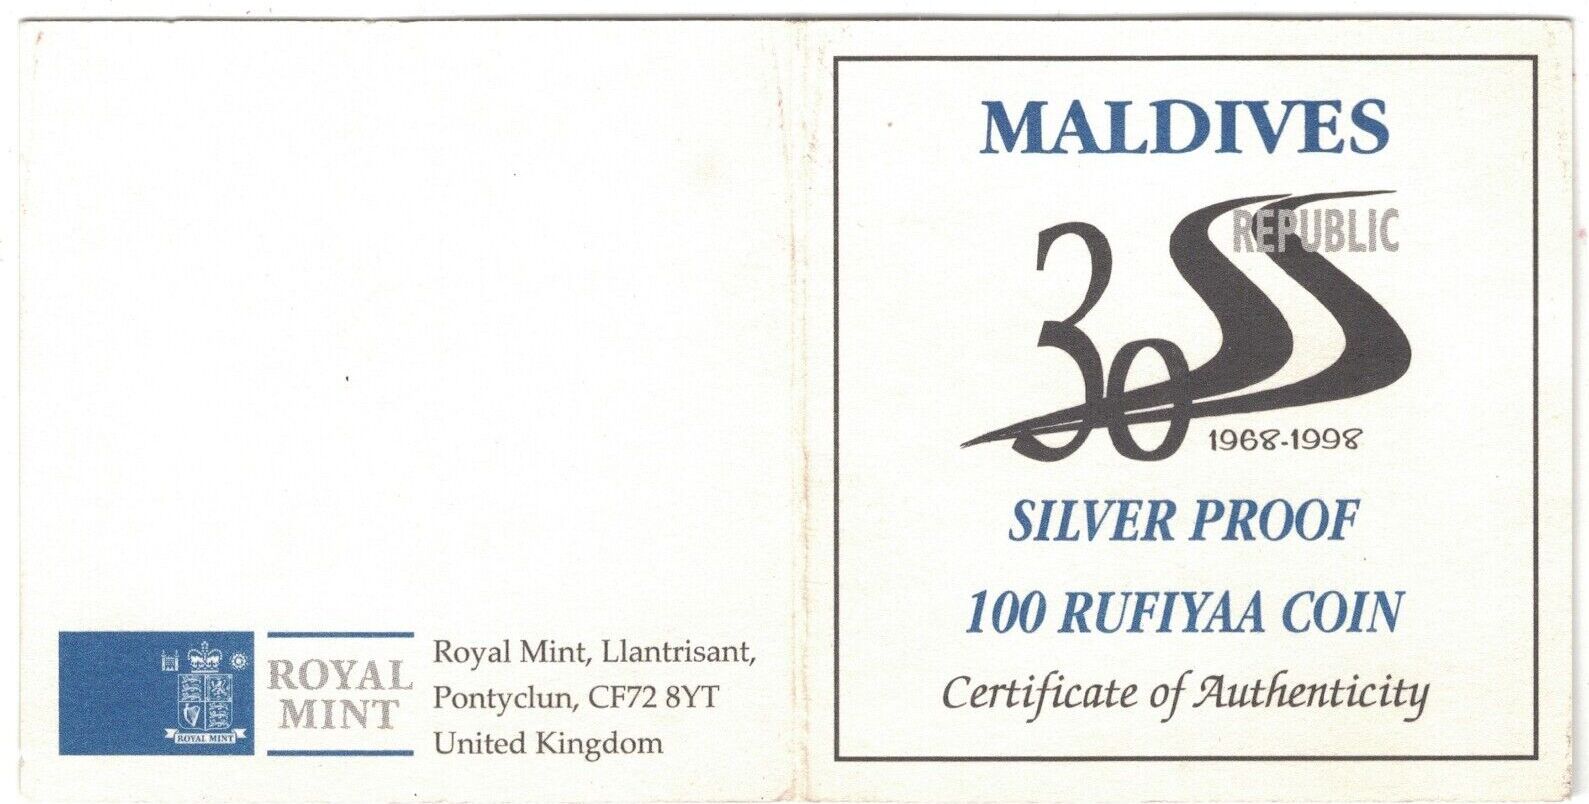 ROYAL MINT
ROYAL
MINT
Royal Mint, Llantrisant,
Pontyclun, CF72 8YT
United Kingdom
MALDIVES
30
REPUBLIC
1968-1998
SILVER PROOF
100 RUFIYAA COIN
Certificate of Authenticity